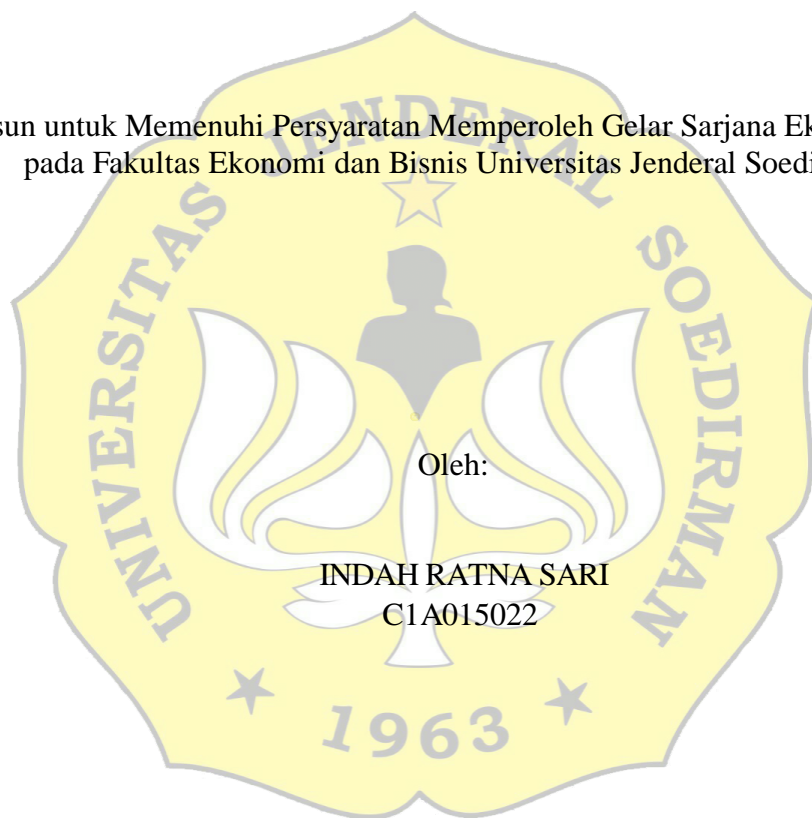 sun untuk Memenuhi Persyaratan Memperoleh Gelar Sarjana Ek
pada Fakultas Ekonomi dan Bisnis Universitas Jenderal Soedi
UNIVERSITAS JENDERAL SOEDIRMAN
Oleh:
INDAH RATNA SARI
C1A015022
1963